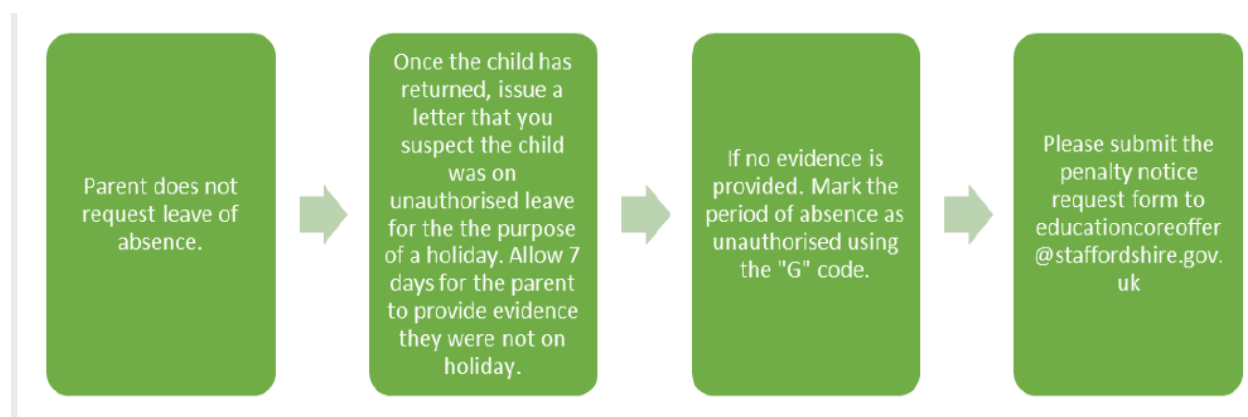 Parent does not
request leave of
absence.
Once the child has
returned, issue a
letter that you
suspect the child
was on
unauthorised leave
for the the purpose
of a holiday. Allow 7
days for the parent
to provide evidence
they were not on
holiday.
If no evidence is
provided. Mark the
period of absence as
unauthorised using
the "G" code.
Please submit the
penalty notice
request form to
educationcoreoffer
@staffordshire.gov.
uk